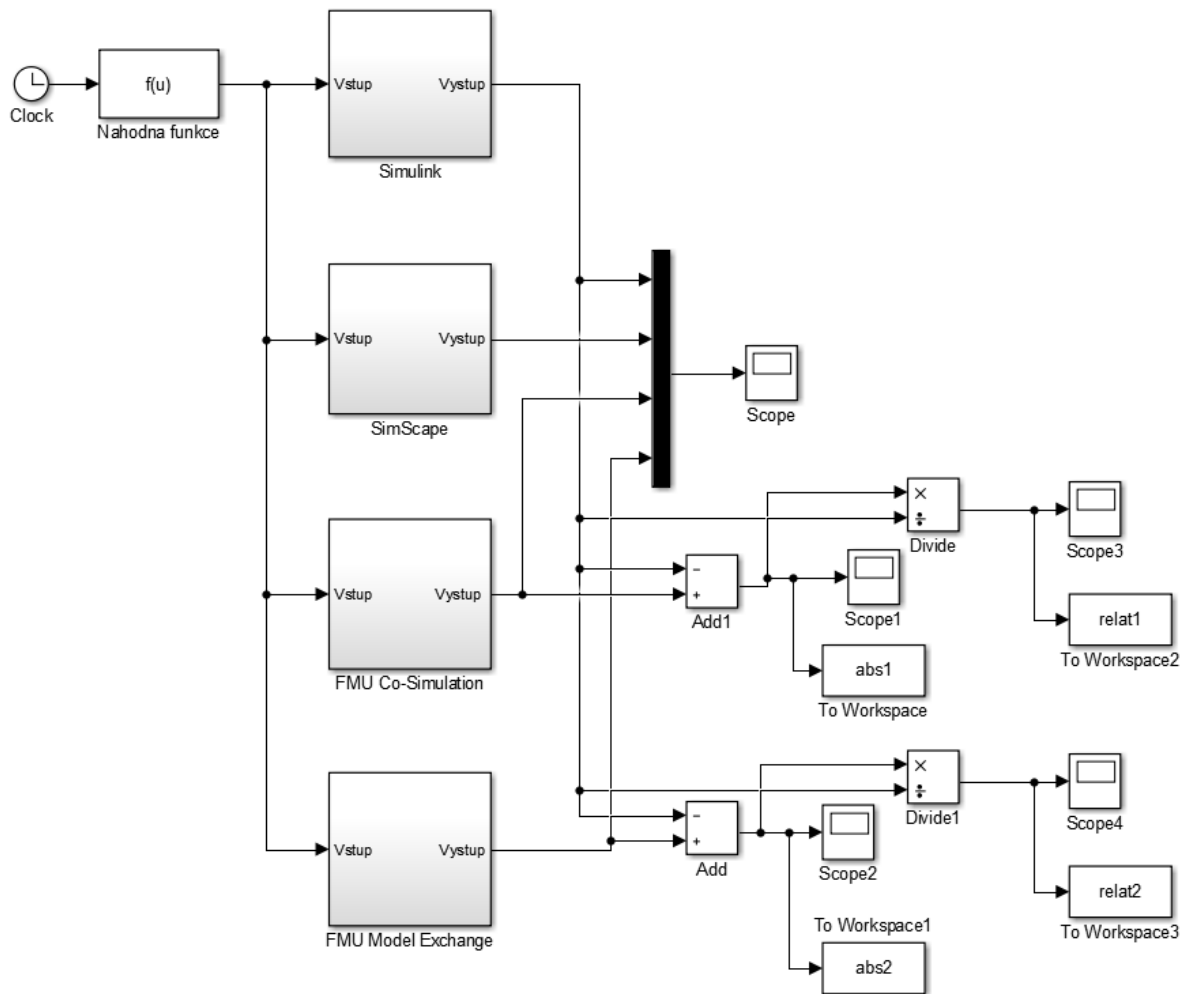 Clock
f(u)
Nahodna funkce
Vstup
Vystup
Simulink
Vstup
Vystup
SimScape
Scope
Vstup
Vystup
FMU Co-Simulation
−
+
Add1
×
÷
Divide
Scope3
Scope1
abs1
To Workspace
relat1
To Workspace2
Vstup
Vystup
FMU Model Exchange
−
+
Add
×
÷
Divide1
Scope4
Scope2
To Workspace1
abs2
relat2
To Workspace3